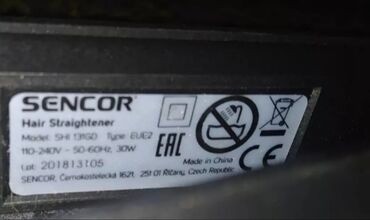 SENCOR
Hair Straightener
Model: SHI 131GD Type: EUE2
110-240V ~ 50-60Hz, 30W
Lot: 201813105
EAC
Made in China
CE
SENCOR, Černokostelecká 1621, 251 01 Říčany, Czech Republic